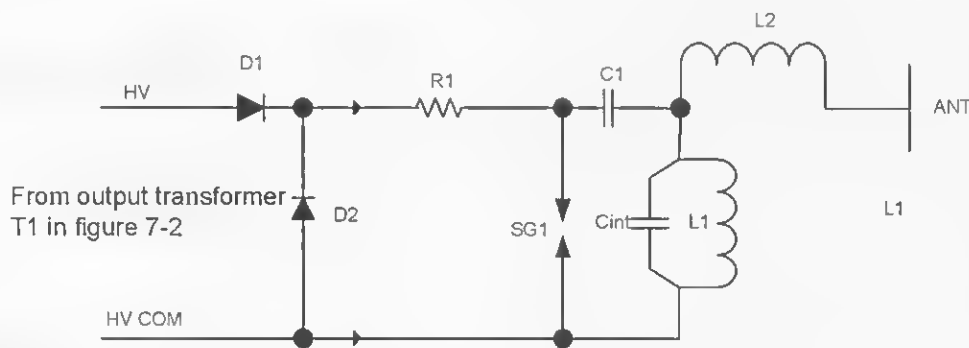 L2
D1
R1
C1
HV
ANT
From output transformer
T1 in figure 7-2
D2
SG1
Cint
L1
L1
HV COM